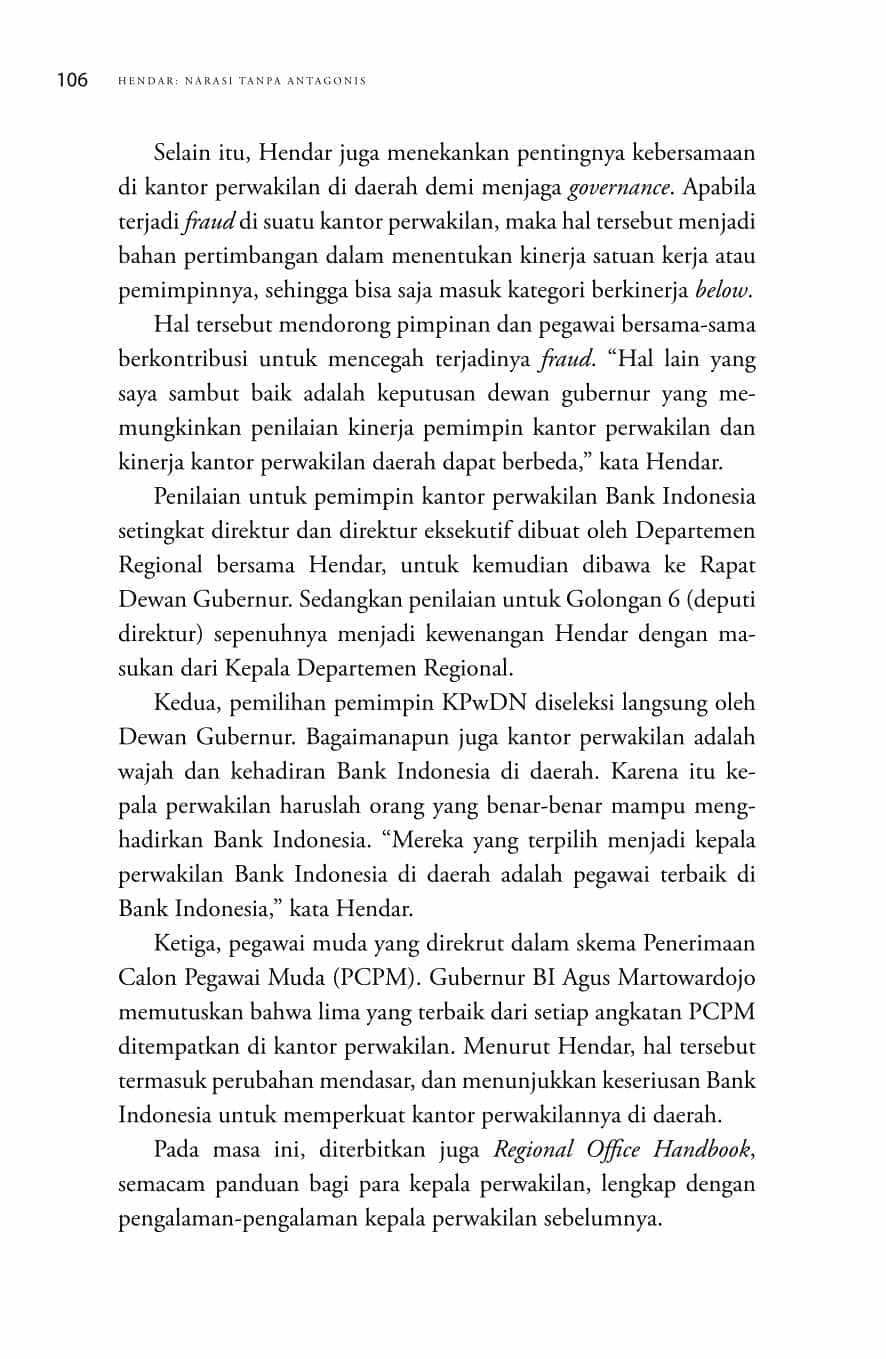 106 HENDAR: NARASI TANPA ANTAGONIS
Selain itu, Hendar juga menekankan pentingnya kebersamaan
di kantor perwakilan di daerah demi menjaga governance. Apabila
terjadi fraud di suatu kantor perwakilan, maka hal tersebut menjadi
bahan pertimbangan dalam menentukan kinerja satuan kerja atau
pemimpinnya, sehingga bisa saja masuk kategori berkinerja below.
Hal tersebut mendorong pimpinan dan pegawai bersama-sama
berkontribusi untuk mencegah terjadinya fraud. “Hal lain yang
saya sambut baik adalah keputusan dewan gubernur yang me-
mungkinkan penilaian kinerja pemimpin kantor perwakilan dan
kinerja kantor perwakilan daerah dapat berbeda,” kata Hendar.
Penilaian untuk pemimpin kantor perwakilan Bank Indonesia
setingkat direktur dan direktur eksekutif dibuat oleh Departemen
Regional bersama Hendar, untuk kemudian dibawa ke Rapat
Dewan Gubernur. Sedangkan penilaian untuk Golongan 6 (deputi
direktur) sepenuhnya menjadi kewenangan Hendar dengan ma-
sukan dari Kepala Departemen Regional.
Kedua, pemilihan pemimpin KPwDN diseleksi langsung oleh
Dewan Gubernur. Bagaimanapun juga kantor perwakilan adalah
wajah dan kehadiran Bank Indonesia di daerah. Karena itu ke-
pala perwakilan haruslah orang yang benar-benar mampu meng-
hadirkan Bank Indonesia. “Mereka yang terpilih menjadi kepala
perwakilan Bank Indonesia di daerah adalah pegawai terbaik di
Bank Indonesia,” kata Hendar.
Ketiga, pegawai muda yang direkrut dalam skema Penerimaan
Calon Pegawai Muda (PCPM). Gubernur BI Agus Martowardojo
memutuskan bahwa lima yang terbaik dari setiap angkatan PCPM
ditempatkan di kantor perwakilan. Menurut Hendar, hal tersebut
termasuk perubahan mendasar, dan menunjukkan keseriusan Bank
Indonesia untuk memperkuat kantor perwakilannya di daerah.
Pada masa ini, diterbitkan juga Regional Office Handbook,
semacam panduan bagi para kepala perwakilan, lengkap dengan
pengalaman-pengalaman kepala perwakilan sebelumnya.